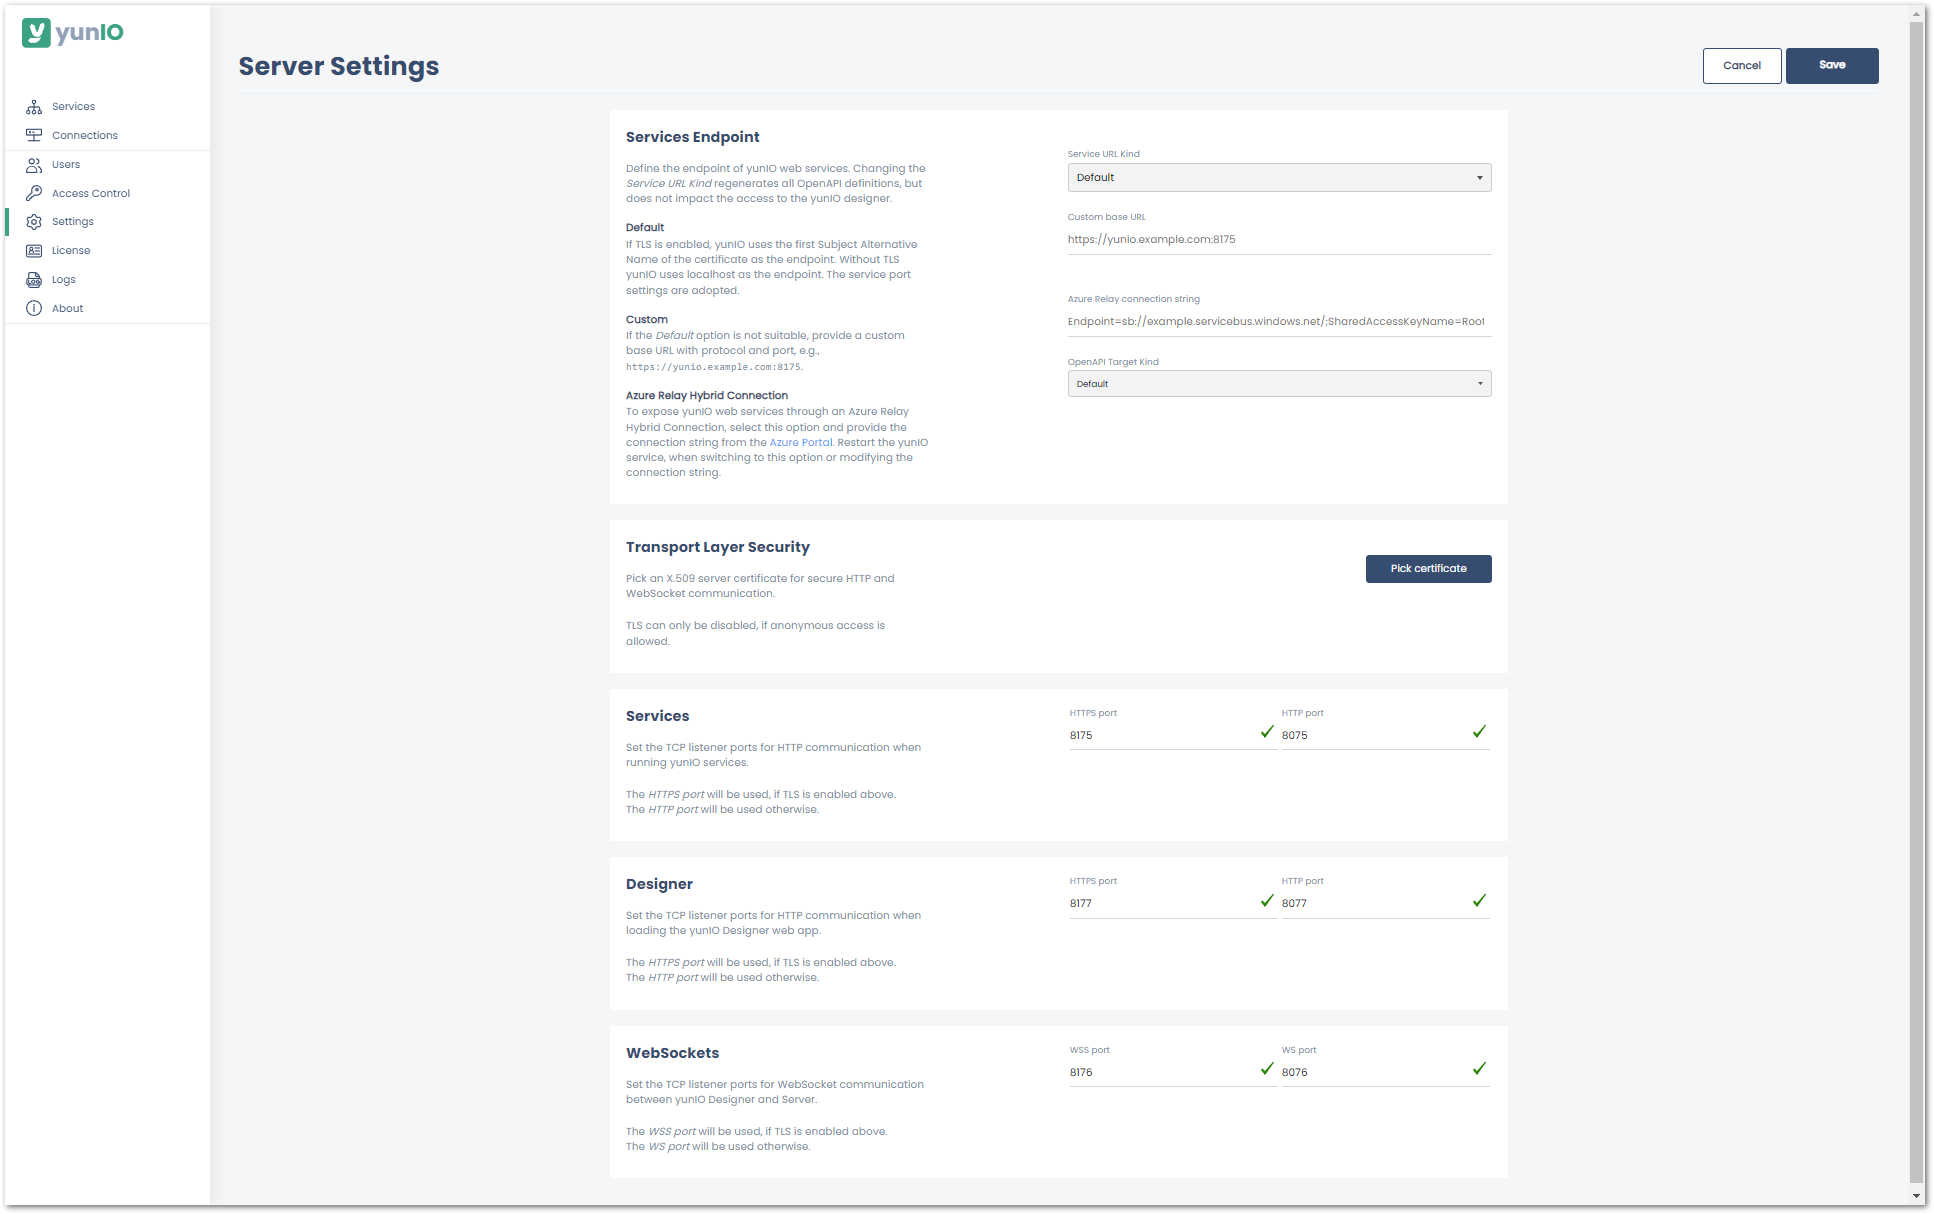 yunIO
Services
Connections
Users
Access Control
Settings
License
Logs
About
Server Settings
Cancel
Save
Services Endpoint
Define the endpoint of yunIO web services. Changing the
Service URL Kind regenerates all OpenAPI definitions, but
does not impact the access to the yunIO designer.
Default
If TLS is enabled, yunIO uses the first Subject Alternative
Name of the certificate as the endpoint. Without TLS
yunIO uses localhost as the endpoint. The service port
settings are adopted.
Custom
If the Default option is not suitable, provide a custom
base URL with protocol and port, e.g.,
https://yunio.example.com:8175.
Azure Relay Hybrid Connection
To expose yunIO web services through an Azure Relay
Hybrid Connection, select this option and provide the
connection string from the Azure Portal. Restart the yunIO
service, when switching to this option or modifying the
connection string.
Service URL Kind
Default
Custom base URL
https://yunio.example.com:8175
Azure Relay connection string
Endpoint=sb://example.servicebus.windows.net/;SharedAccessKeyName=Root
OpenAPI Target Kind
Default
Transport Layer Security
Pick an X.509 server certificate for secure HTTP and
WebSocket communication.
TLS can only be disabled, if anonymous access is
allowed.
Pick certificate
Services
Set the TCP listener ports for HTTP communication when
running yunIO services.
The HTTPS port will be used, if TLS is enabled above.
The HTTP port will be used otherwise.
HTTPS port
8175
HTTP port
8075
Designer
Set the TCP listener ports for HTTP communication when
loading the yunIO Designer web app.
The HTTPS port will be used, if TLS is enabled above.
The HTTP port will be used otherwise.
HTTPS port
8177
HTTP port
8077
WebSockets
Set the TCP listener ports for WebSocket communication
between yunIO Designer and Server.
The WSS port will be used, if TLS is enabled above.
The WS port will be used otherwise.
WSS port
8176
WS port
8076